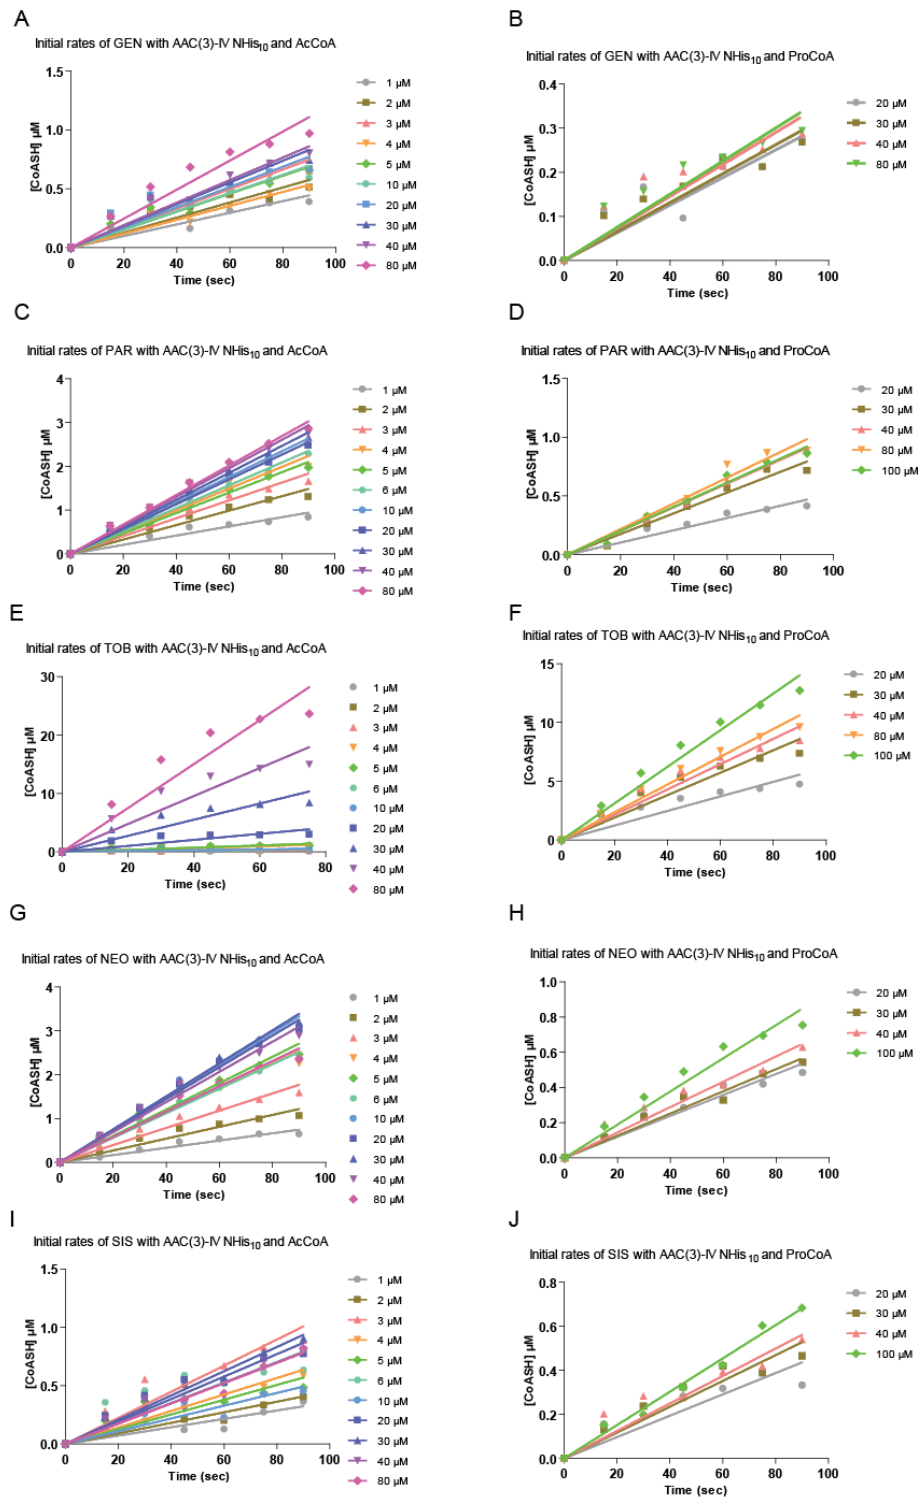 A
Initial rates of GEN with AAC(3)-IV NHis10 and AcCoA
[CoASH] µM
1.5
1.0
0.5
0.0
0 20 40 60 80 100
Time (sec)
1 µM
2 µM
3 µM
4 µM
5 µM
10 µM
20 µM
30 µM
40 µM
80 µM
B
Initial rates of GEN with AAC(3)-IV NHis10 and ProCoA
[CoASH] µM
0.4
0.3
0.2
0.1
0.0
0 20 40 60 80 100
Time (sec)
20 µM
30 µM
40 µM
80 µM
C
Initial rates of PAR with AAC(3)-IV NHis10 and AcCoA
[CoASH] µM
4
3
2
1
0
0 20 40 60 80 100
Time (sec)
1 µM
2 µM
3 µM
4 µM
5 µM
6 µM
10 µM
20 µM
30 µM
40 µM
80 µM
D
Initial rates of PAR with AAC(3)-IV NHis10 and ProCoA
[CoASH] µM
1.5
1.0
0.5
0.0
0 20 40 60 80 100
Time (sec)
20 µM
30 µM
40 µM
80 µM
100 µM
E
Initial rates of TOB with AAC(3)-IV NHis10 and AcCoA
[CoASH] µM
30
20
10
0
0 20 40 60 80
Time (sec)
1 µM
2 µM
3 µM
4 µM
5 µM
6 µM
10 µM
20 µM
30 µM
40 µM
80 µM
F
Initial rates of TOB with AAC(3)-IV NHis10 and ProCoA
[CoASH] µM
15
10
5
0
0 20 40 60 80 100
Time (sec)
20 µM
30 µM
40 µM
80 µM
100 µM
G
Initial rates of NEO with AAC(3)-IV NHis10 and AcCoA
[CoASH] µM
4
3
2
1
0
0 20 40 60 80 100
Time (sec)
1 µM
2 µM
3 µM
4 µM
5 µM
6 µM
10 µM
20 µM
30 µM
40 µM
80 µM
H
Initial rates of NEO with AAC(3)-IV NHis10 and ProCoA
[CoASH] µM
1.0
0.8
0.6
0.4
0.2
0.0
0 20 40 60 80 100
Time (sec)
20 µM
30 µM
40 µM
100 µM
I
Initial rates of SIS with AAC(3)-IV NHis10 and AcCoA
[CoASH] µM
1.5
1.0
0.5
0.0
0 20 40 60 80 100
Time (sec)
1 µM
2 µM
3 µM
4 µM
5 µM
6 µM
10 µM
20 µM
30 µM
40 µM
80 µM
J
Initial rates of SIS with AAC(3)-IV NHis10 and ProCoA
[CoASH] µM
0.8
0.6
0.4
0.2
0.0
0 20 40 60 80 100
Time (sec)
20 µM
30 µM
40 µM
100 µM